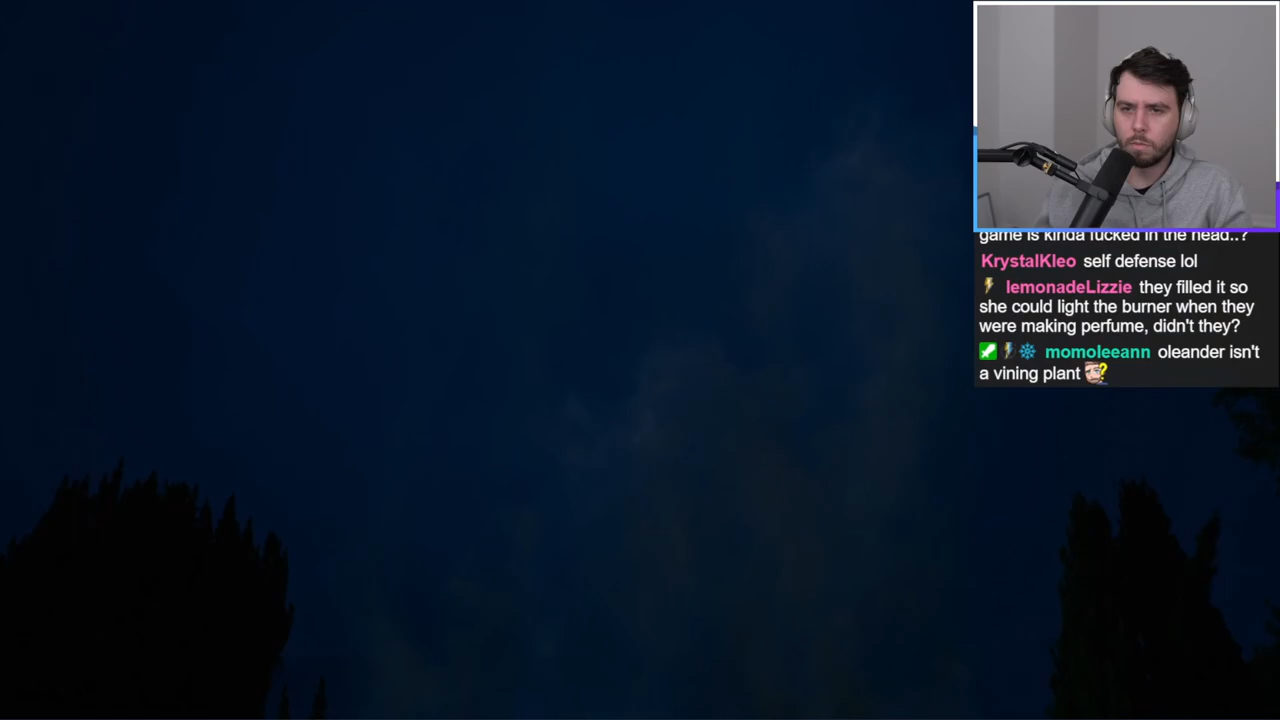 game is kinda fucked in the head..?
KrystalKleo self defense lol
lemonadeLizzie they filled it so
she could light the burner when they
were making perfume, didn't they?
momoleeann oleander isn't
a vining plant